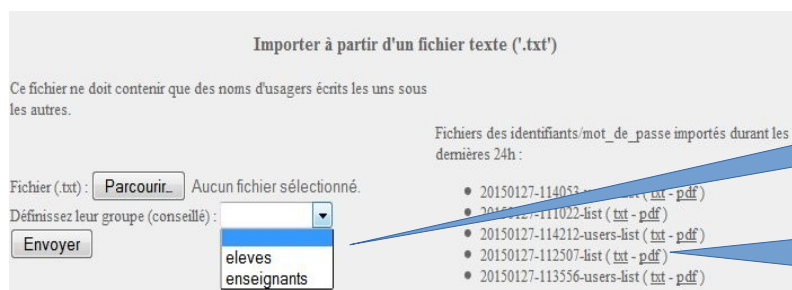 Importer à partir d'un fichier texte ('.txt')
Ce fichier ne doit contenir que des noms d'usagers écrits les uns sous
les autres.
Fichiers des identifiants/mot_de_passe importés durant les
dernières 24h :
Fichier (.txt) : Parcourir_ Aucun fichier sélectionné.
Définissez leur groupe (conseillé) :
Envoyer
eleves
enseignants
20150127-114053- ( txt - pdf )
20150127-111022-list ( txt - pdf )
20150127-114212-users-list ( txt - pdf )
20150127-112507-list ( txt - pdf )
20150127-113556-users-list ( txt - pdf )